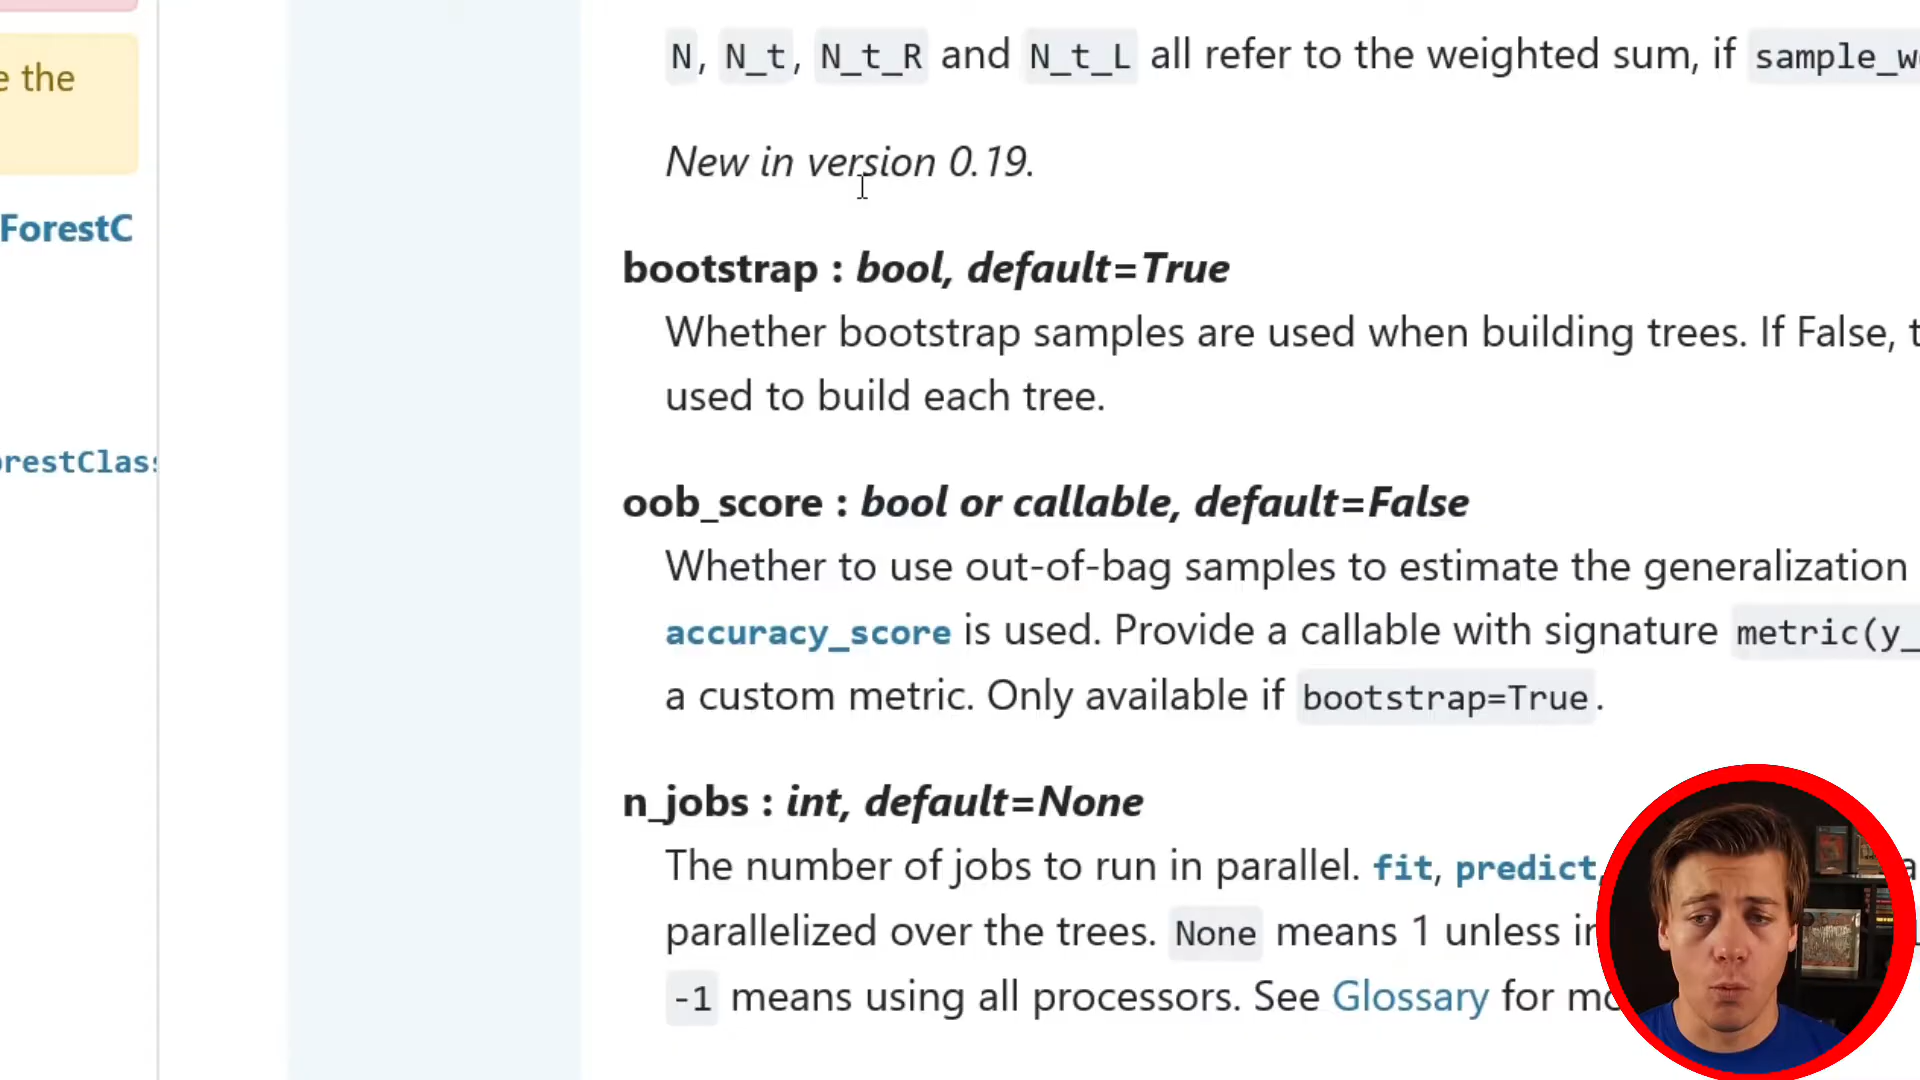 N, N_t, N_t_R and N_t_L all refer to the weighted sum, if
e the
New in version 0.19.
ForestC
bootstrap : bool, default=True
Whether bootstrap samples are used when building trees. If False,
used to build each tree.
orestClass
oob_score : bool or callable, default=False
Whether to use out-of-bag samples to estimate the generalization
accuracy_score is used. Provide a callable with signature metric(y_
a custom metric. Only available if bootstrap=True.
n_jobs : int, default=None
The number of jobs to run in parallel. fit, predict,
parallelized over the trees. None means 1 unless in
-1 means using all processors. See Glossary for mo